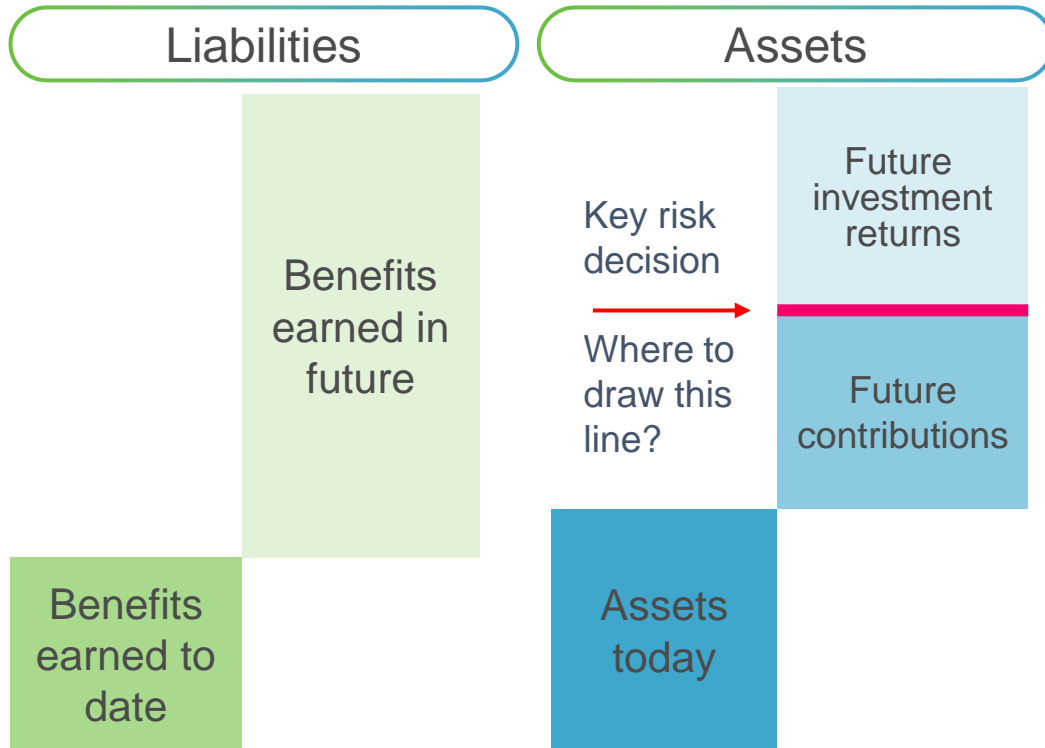 Liabilities
Benefits
earned in
future
Benefits
earned to
date
Assets
Key risk
decision
Where to
draw this
line?
Future
investment
returns
Future
contributions
Assets
today